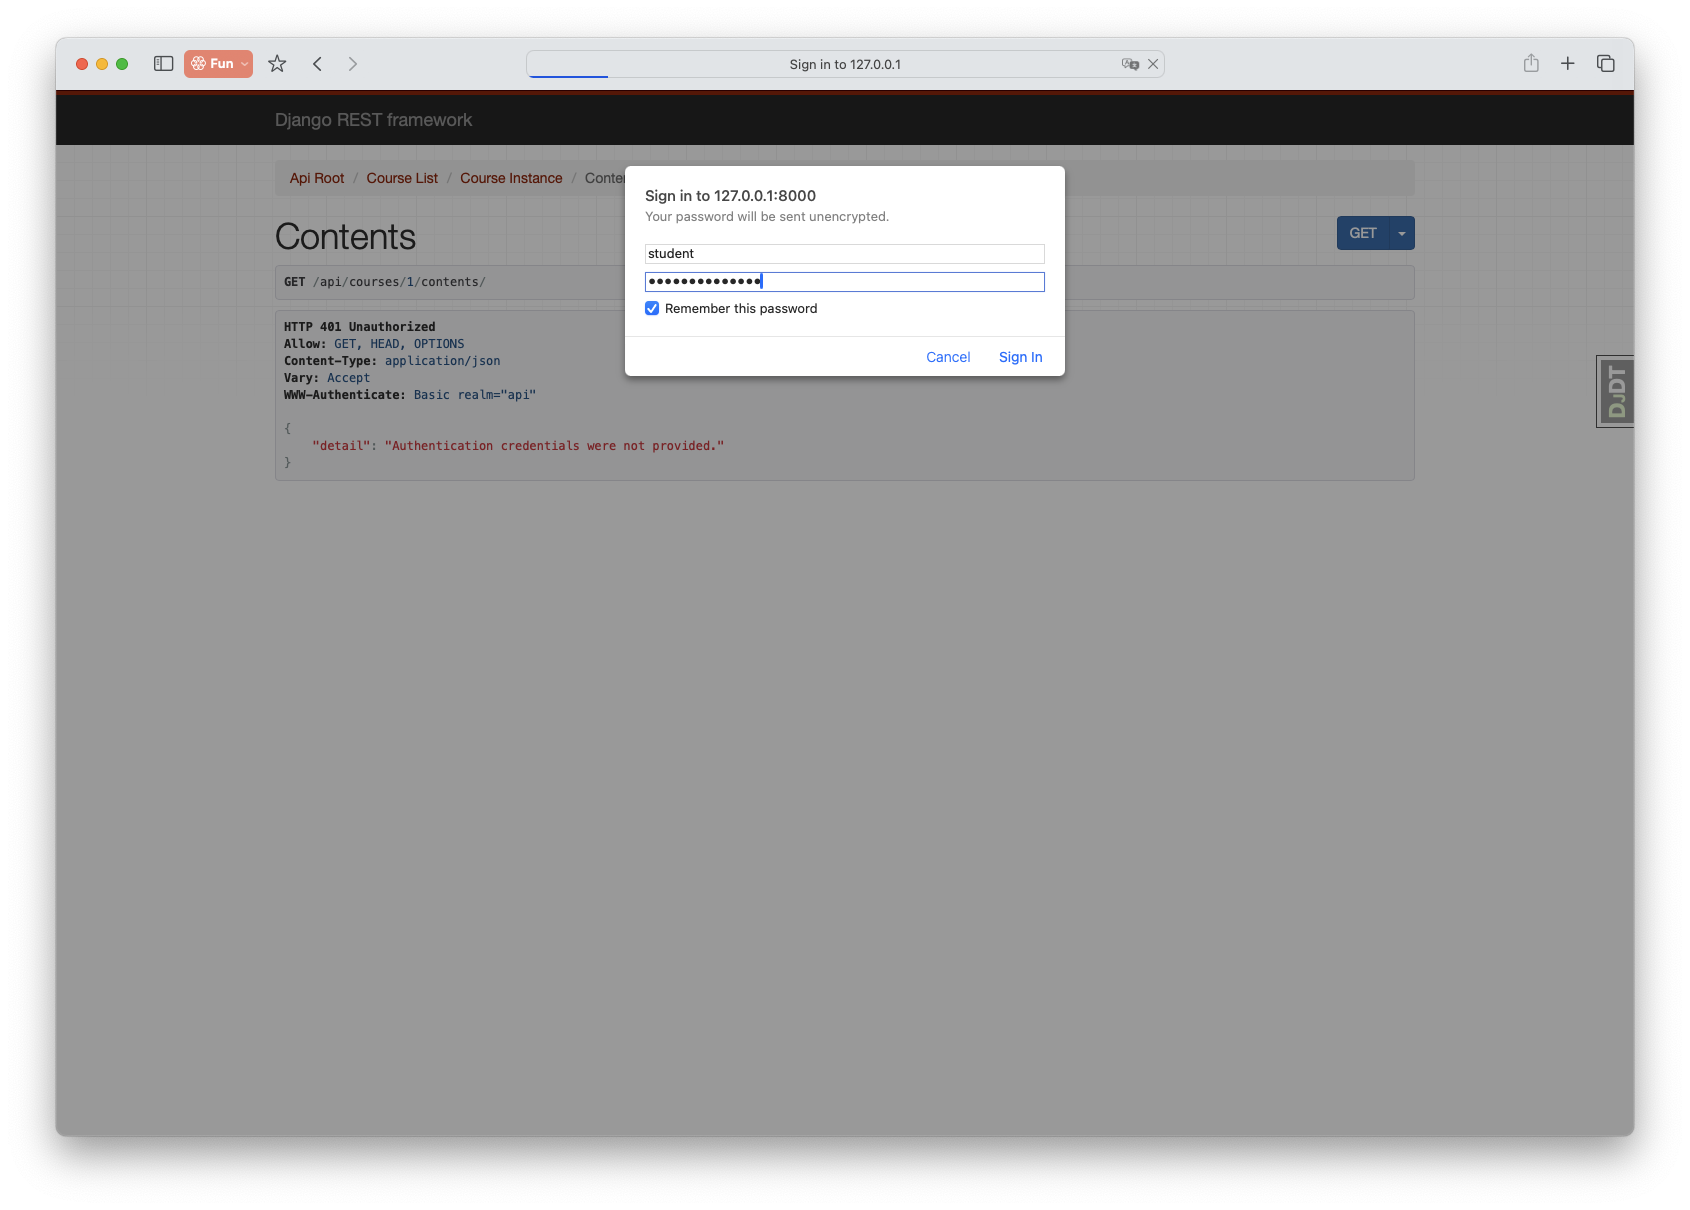 Fun
Sign in to 127.0.0.1
Django REST framework
Api Root / Course List / Course Instance / Conten
Sign in to 127.0.0.1:8000
Your password will be sent unencrypted.
student
••••••••••••••
Remember this password
Cancel Sign In
Contents
GET
GET /api/courses/1/contents/
HTTP 401 Unauthorized
Allow: GET, HEAD, OPTIONS
Content-Type: application/json
Vary: Accept
WWW-Authenticate: Basic realm="api"
{
"detail": "Authentication credentials were not provided."
}
DJDT